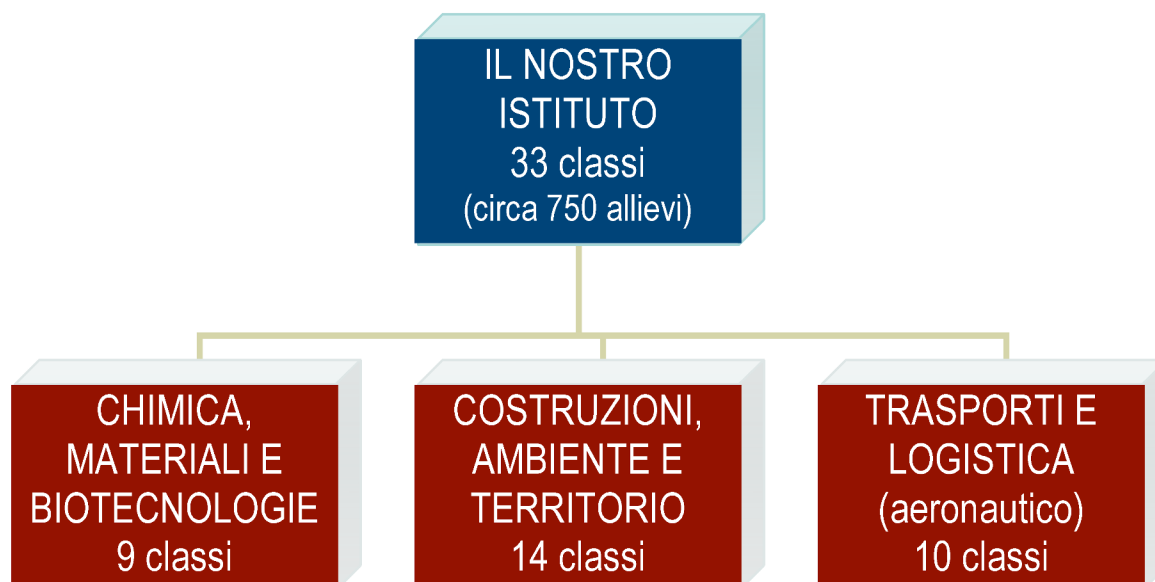 IL NOSTRO
ISTITUTO
33 classi
(circa 750 allievi)
CHIMICA,
MATERIALI E
BIOTECNOLOGIE
9 classi
COSTRUZIONI,
AMBIENTE E
TERRITORIO
14 classi
TRASPORTI E
LOGISTICA
(aeronautico)
10 classi